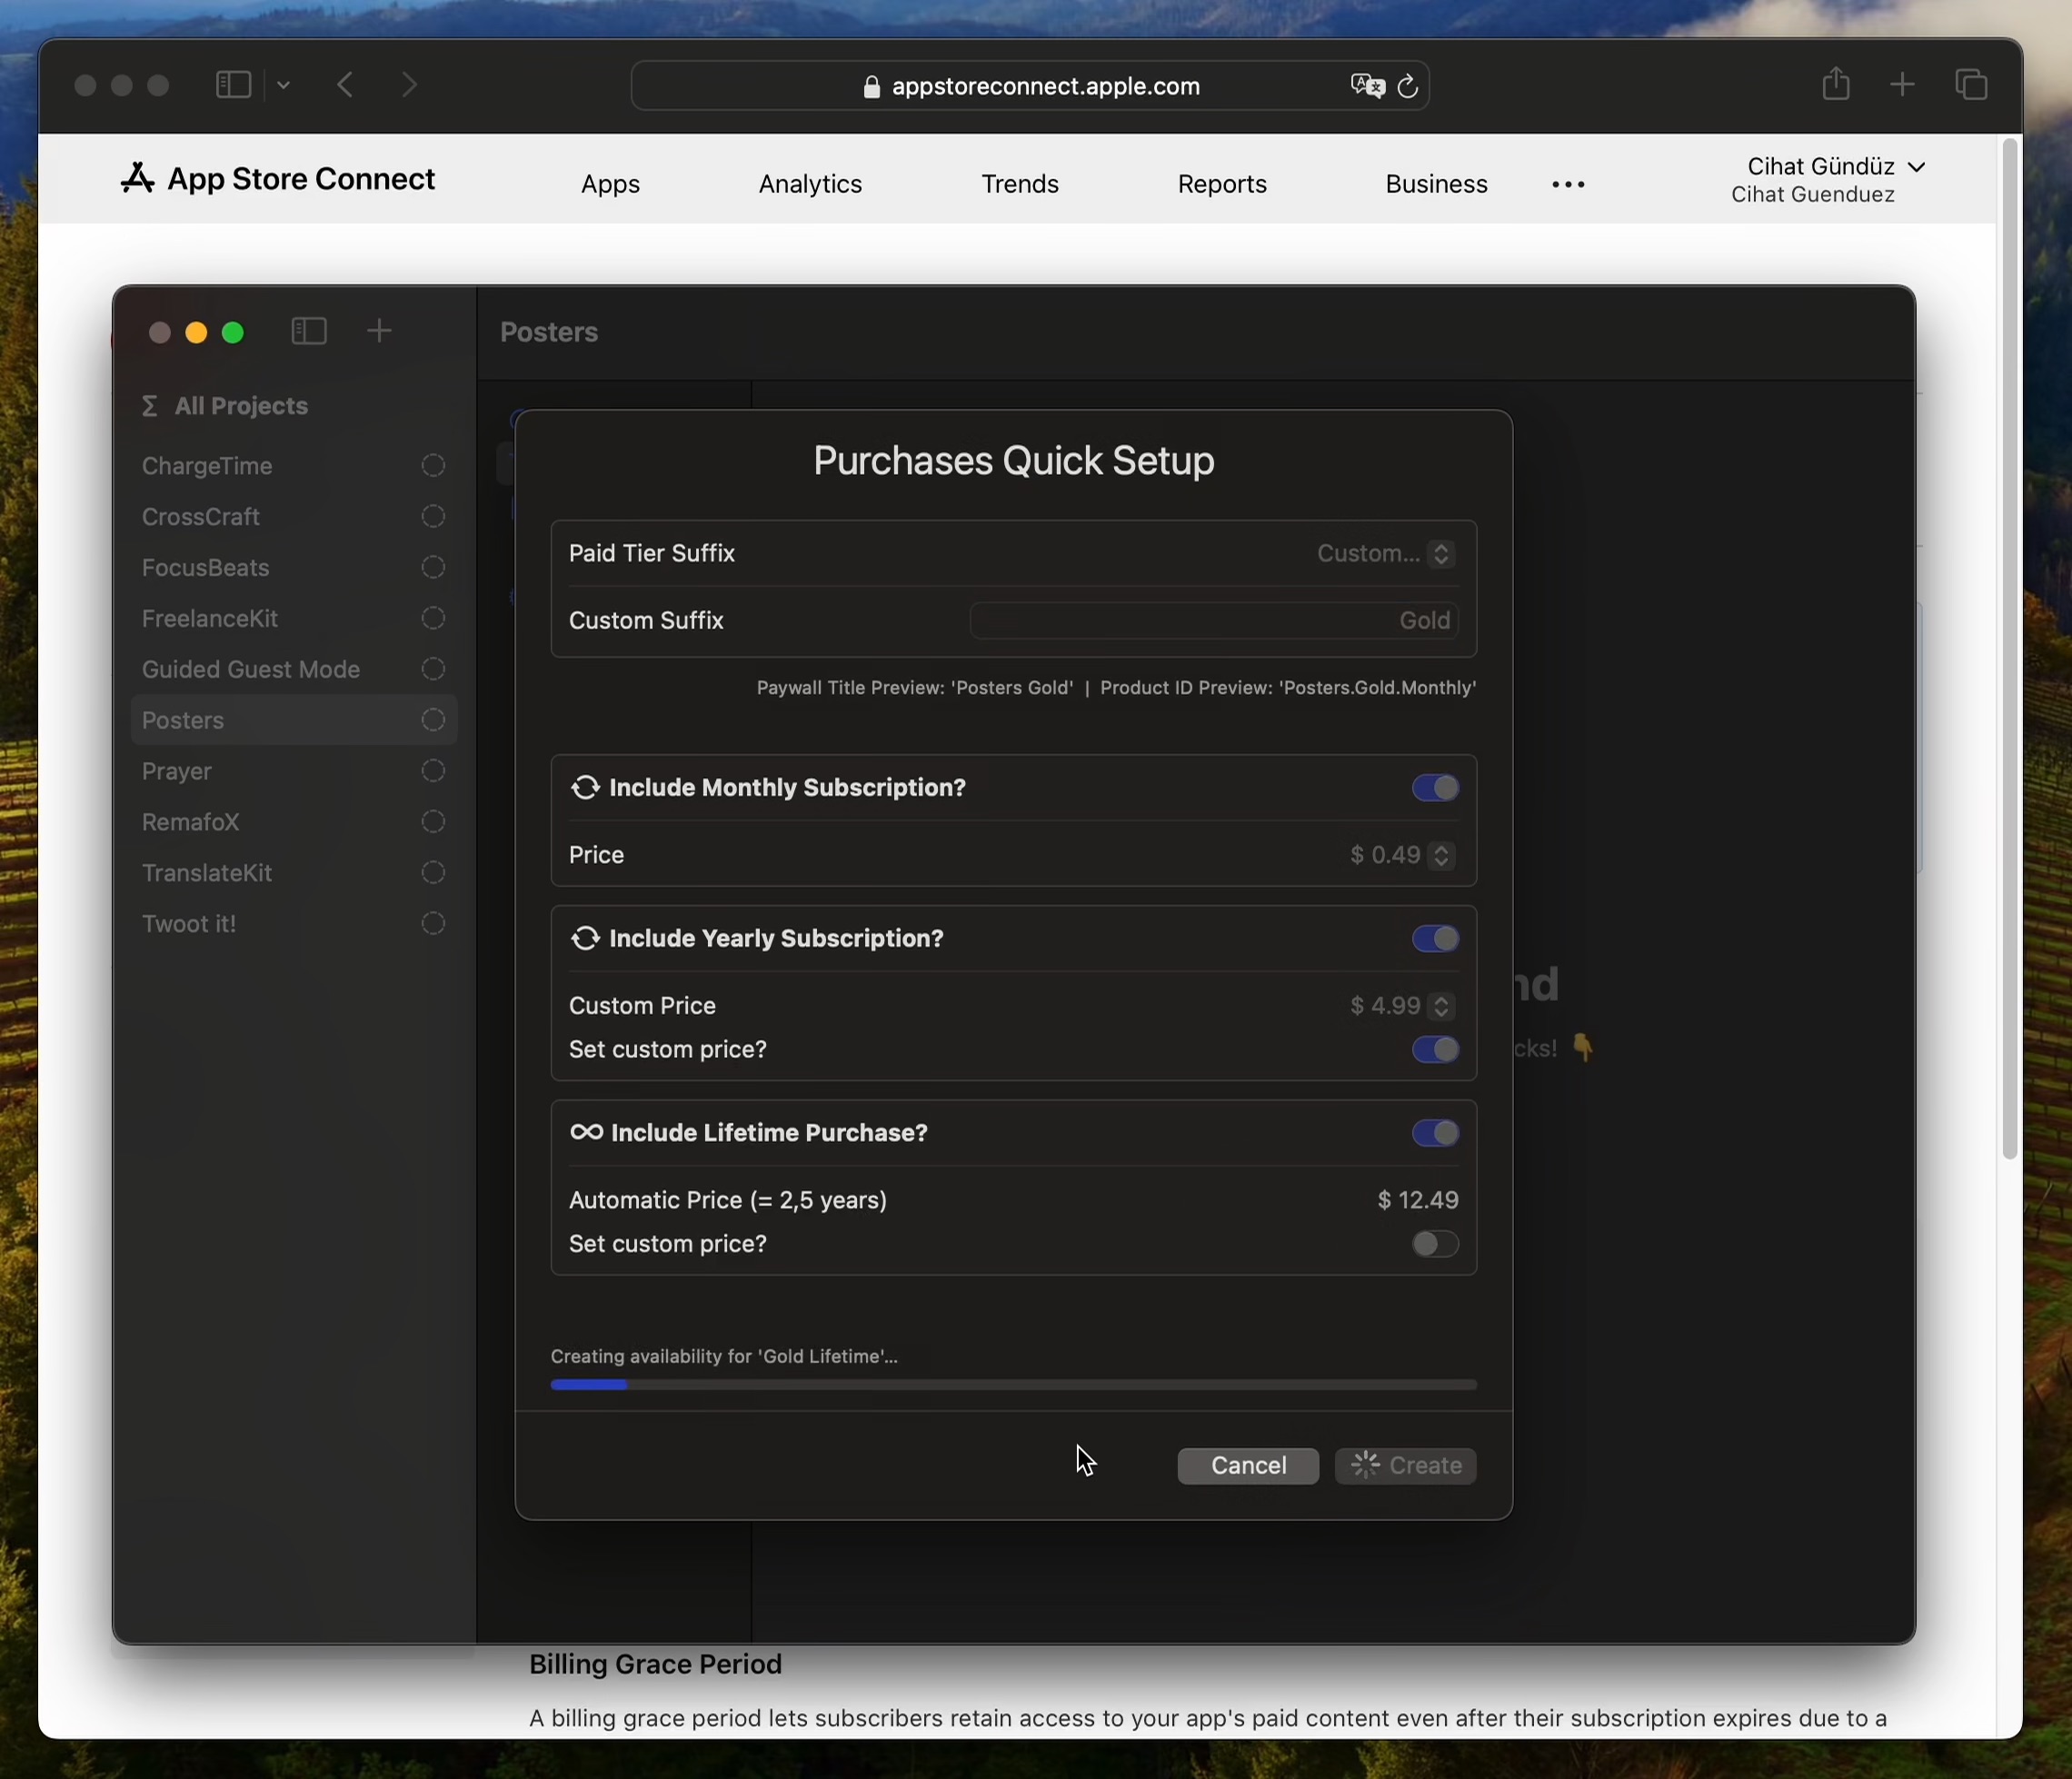 appstoreconnect.apple.com
App Store Connect
Apps
Analytics
Trends
Reports
Business
Cihat Gündüz
Cihat Guenduez
Posters
All Projects
ChargeTime
CrossCraft
FocusBeats
FreelanceKit
Guided Guest Mode
Posters
Prayer
RemafoX
TranslateKit
Twoot it!
Purchases Quick Setup
Paid Tier Suffix Custom...
Custom Suffix Gold
Paywall Title Preview: 'Posters Gold' | Product ID Preview: 'Posters.Gold.Monthly'
Include Monthly Subscription?
Price $ 0.49
Include Yearly Subscription?
Custom Price $ 4.99
Set custom price?
Include Lifetime Purchase?
Automatic Price (= 2,5 years) $ 12.49
Set custom price?
Creating availability for 'Gold Lifetime'...
Cancel
Create
Billing Grace Period
A billing grace period lets subscribers retain access to your app's paid content even after their subscription expires due to a